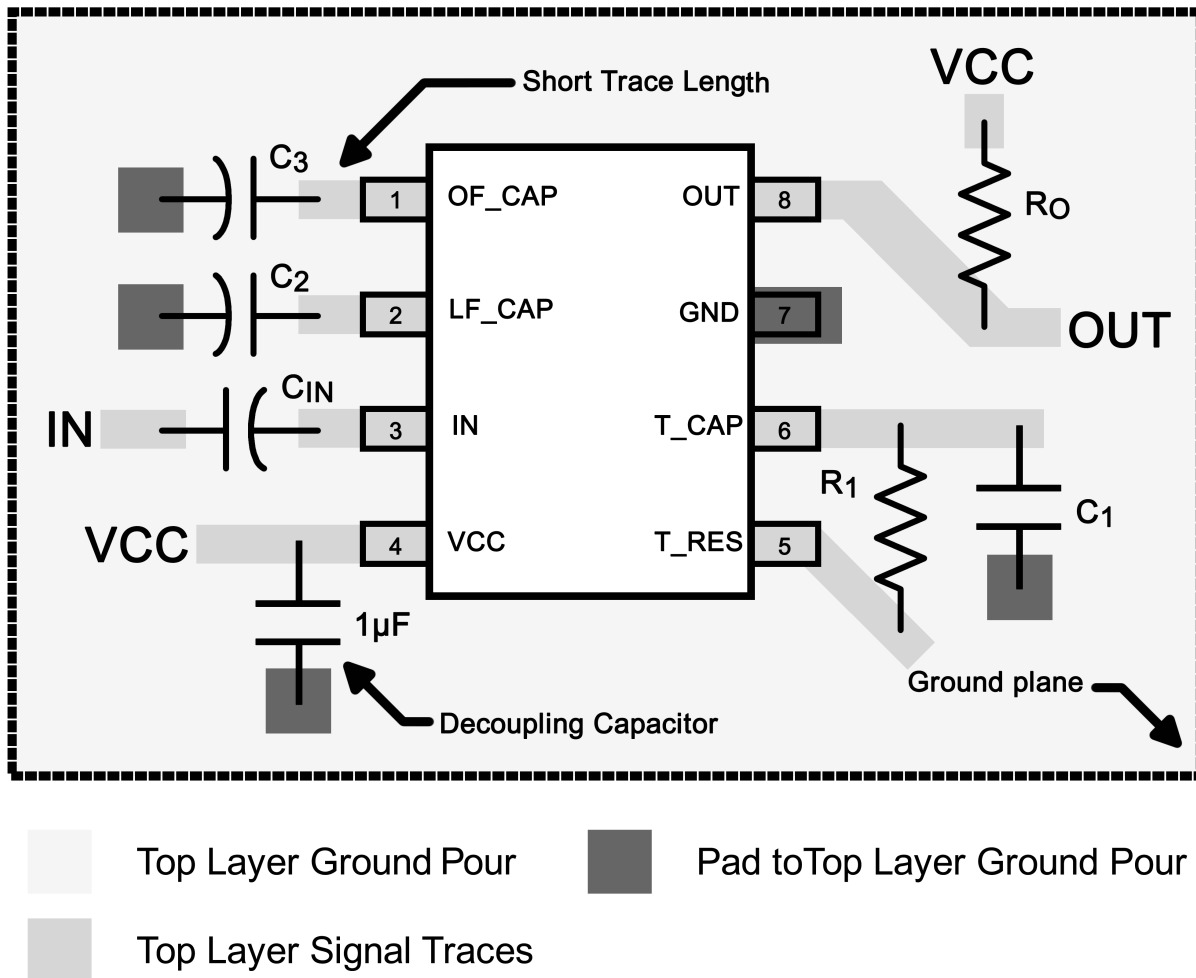 Short Trace Length
VCC
C3
1
OF_CAP
OUT
8
RO
C2
2
LF_CAP
GND
7
OUT
IN
CIN
3
IN
T_CAP
6
R1
C1
VCC
4
VCC
T_RES
5
1µF
Ground plane
Decoupling Capacitor
Top Layer Ground Pour
Pad toTop Layer Ground Pour
Top Layer Signal Traces